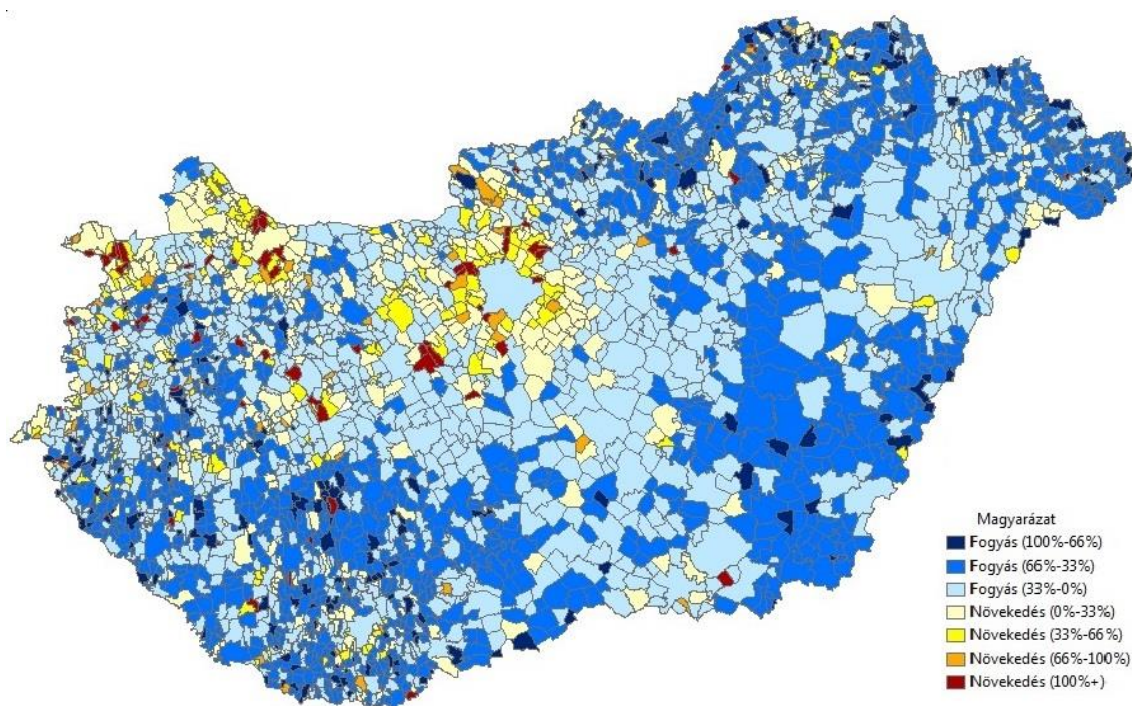 Magyarázat
Fogyás (100%-66%)
Fogyás (66%-33%)
Fogyás (33%-0%)
Növekedés (0%-33%)
Növekedés (33%-66%)
Növekedés (66%-100%)
Növekedés (100%+)